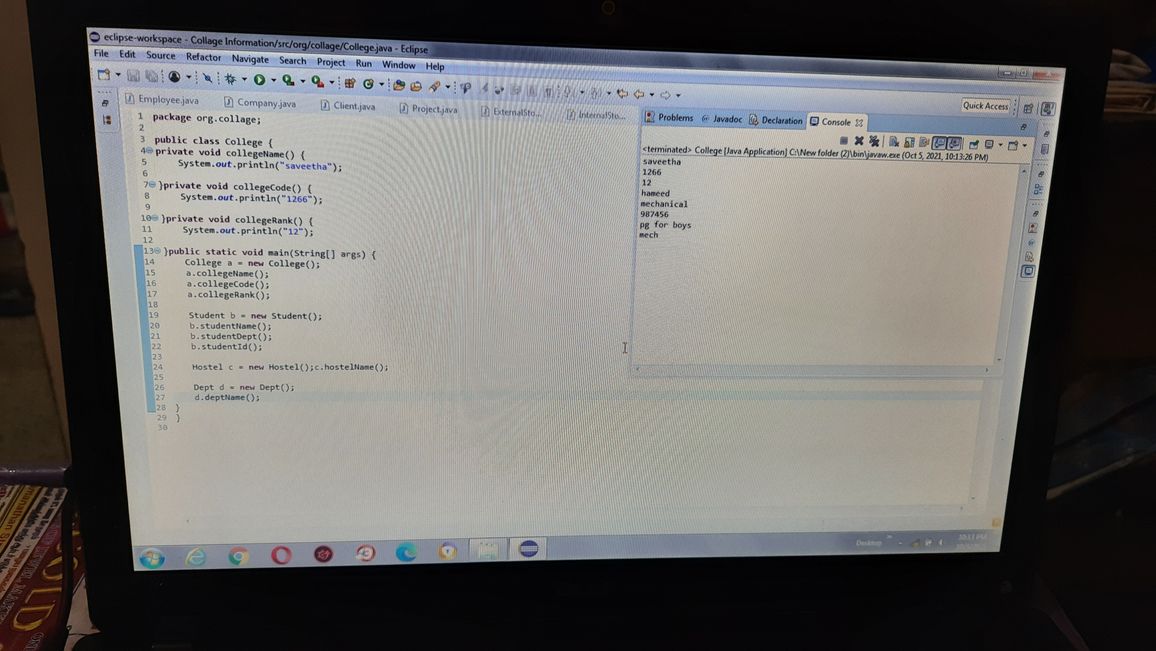 eclipse-workspace - Collage Information/src/org/collage/College.java - Eclipse
File Edit Source Refactor Navigate Search Project Run Window Help
Quick Access
Employee.java Company.java Client.java Project.java ExternalSto... InternalSto...
1 package org.collage;
2
3 public class College {
4 private void collegeName() {
5 System.out.println("saveetha");
6
7 }private void collegeCode() {
8 System.out.println("1266");
9
10 }private void collegeRank() {
11 System.out.println("12");
12
13 }public static void main(String[] args) {
14 College a = new College();
15 a.collegeName();
16 a.collegeCode();
17 a.collegeRank();
18
19 Student b = new Student();
20 b.studentName();
21 b.studentDept();
22 b.studentId();
23
24 Hostel c = new Hostel();c.hostelName();
25
26 Dept d = new Dept();
27 d.deptName();
28 }
29 }
30
Problems Javadoc Declaration Console
<terminated> College [Java Application] C:\New folder (2)\bin\javaw.exe (Oct 5, 2021, 10:13:26 PM)
saveetha
1266
12
hameed
mechanical
987456
pg for boys
mech
Desktop
10:13 PM